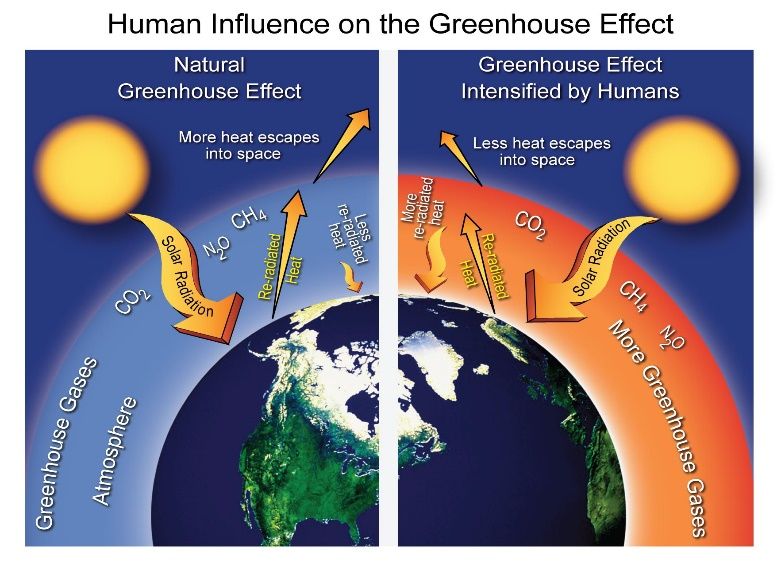 Human Influence on the Greenhouse Effect
Natural
Greenhouse Effect
More heat escapes
into space
CH₄
N₂O
CO₂
Solar Radiation
Re-radiated
Heat
Less
re-radiated
heat
Greenhouse Gases
Atmosphere
Greenhouse Effect
Intensified by Humans
Less heat escapes
into space
More
re-radiated
heat
Re-radiated
Heat
CO₂
Solar Radiation
CH₄
N₂O
More Greenhouse Gases